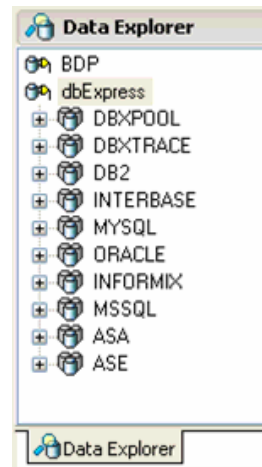 Data Explorer
BDP
dbExpress
DBXPOOL
DBXTRACE
DB2
INTERBASE
MYSQL
ORACLE
INFORMIX
MSSQL
ASA
ASE
Data Explorer